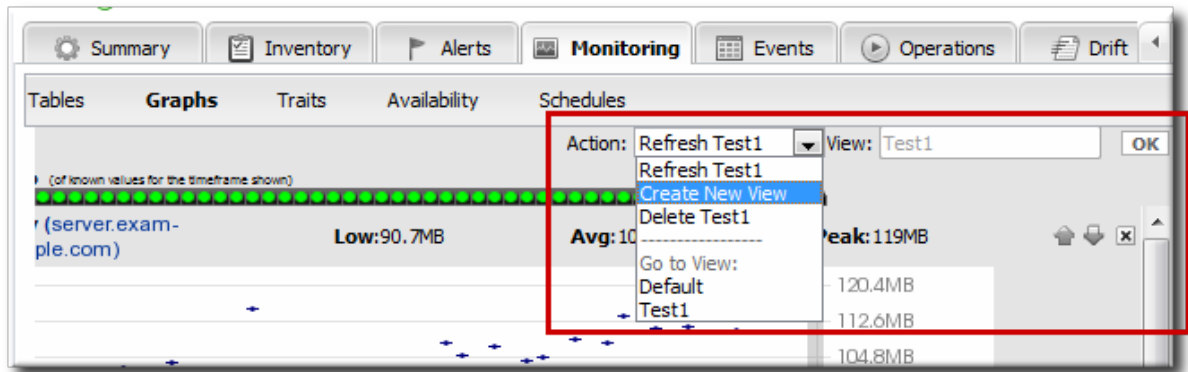 Summary Inventory Alerts Monitoring Events Operations Drift
Tables Graphs Traits Availability Schedules
Action: Refresh Test1 View: Test1 OK
Refresh Test1
(of known values for the timeframe shown)
Create New View
Delete Test1
(server.exam-
ple.com)
Low:90.7MB Avg:10 Peak:119MB
------------------
Go to View:
Default
120.4MB
Test1
112.6MB
104.8MB